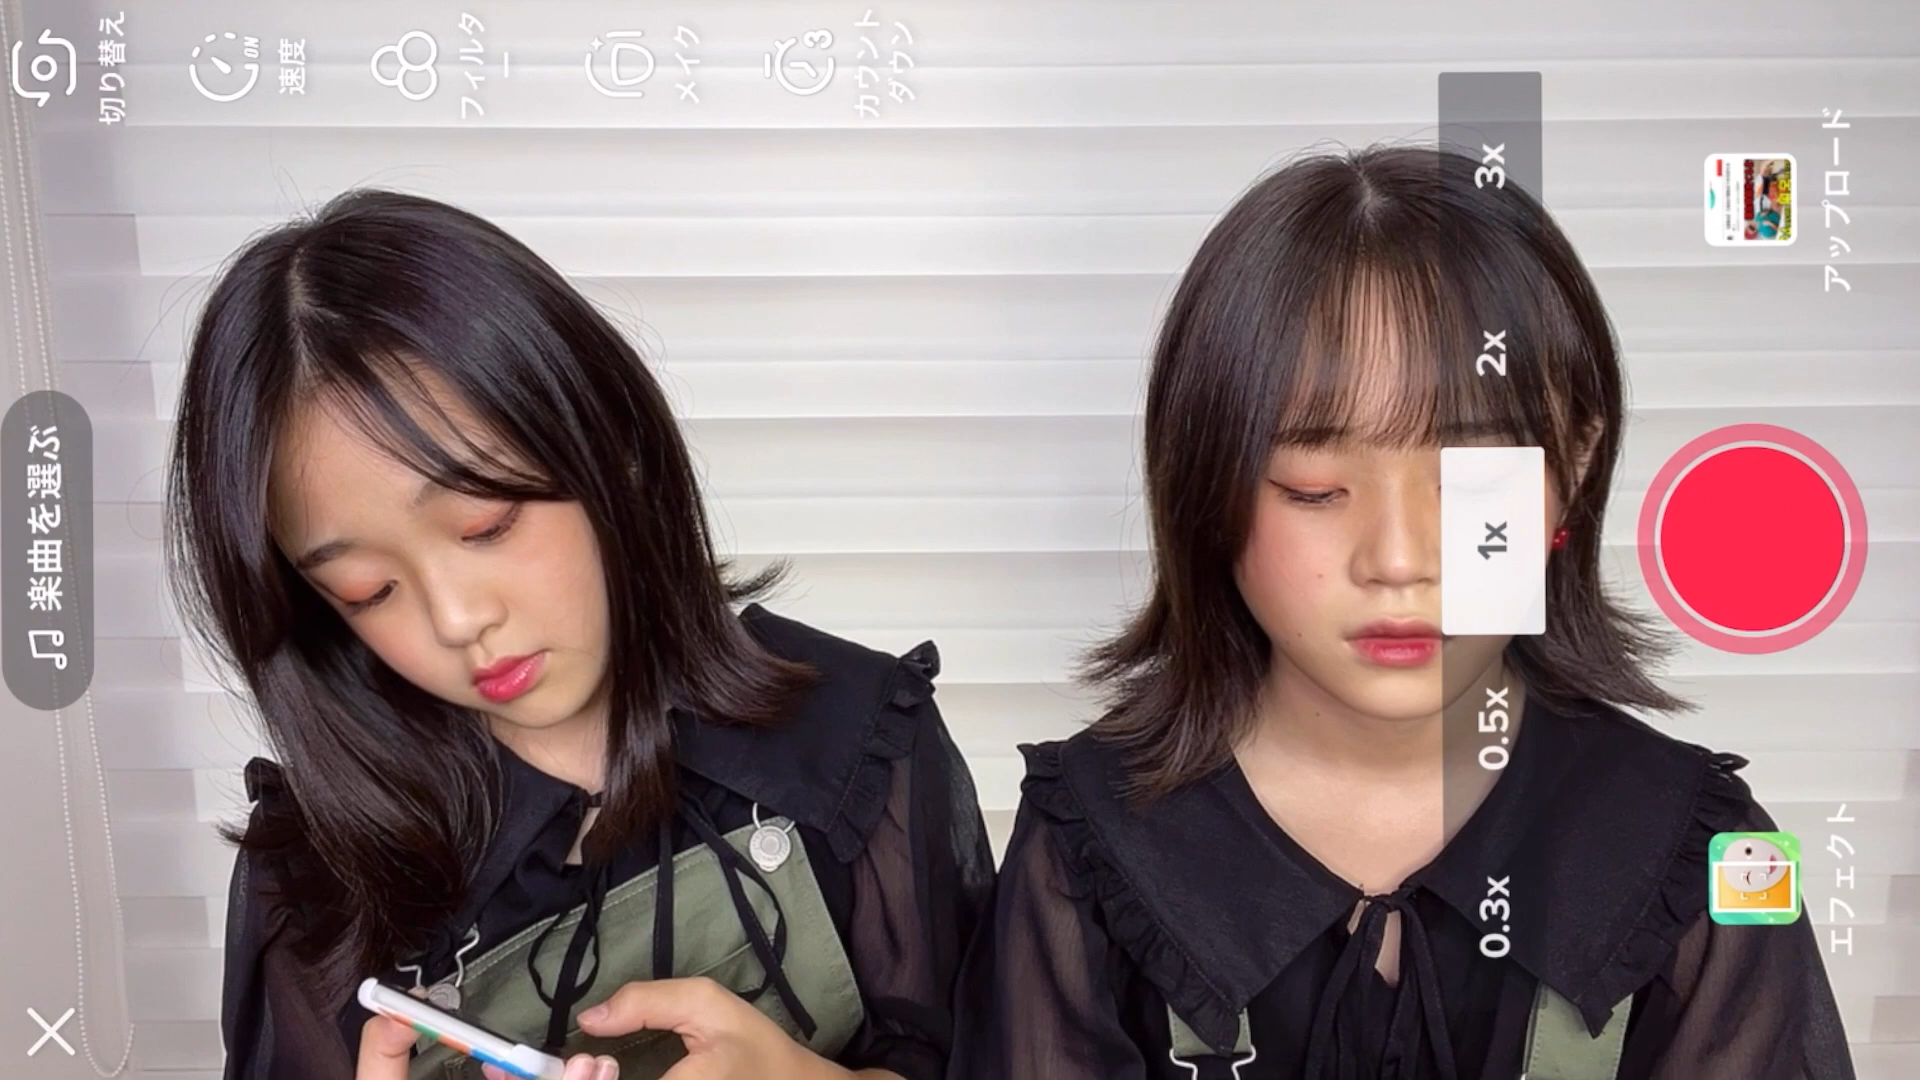 切り替え
ON
速度
フィルター
メイク
3
カウント
ダウン
楽曲を選ぶ
3x
2x
1x
0.5x
0.3x
アップロード
エフェクト